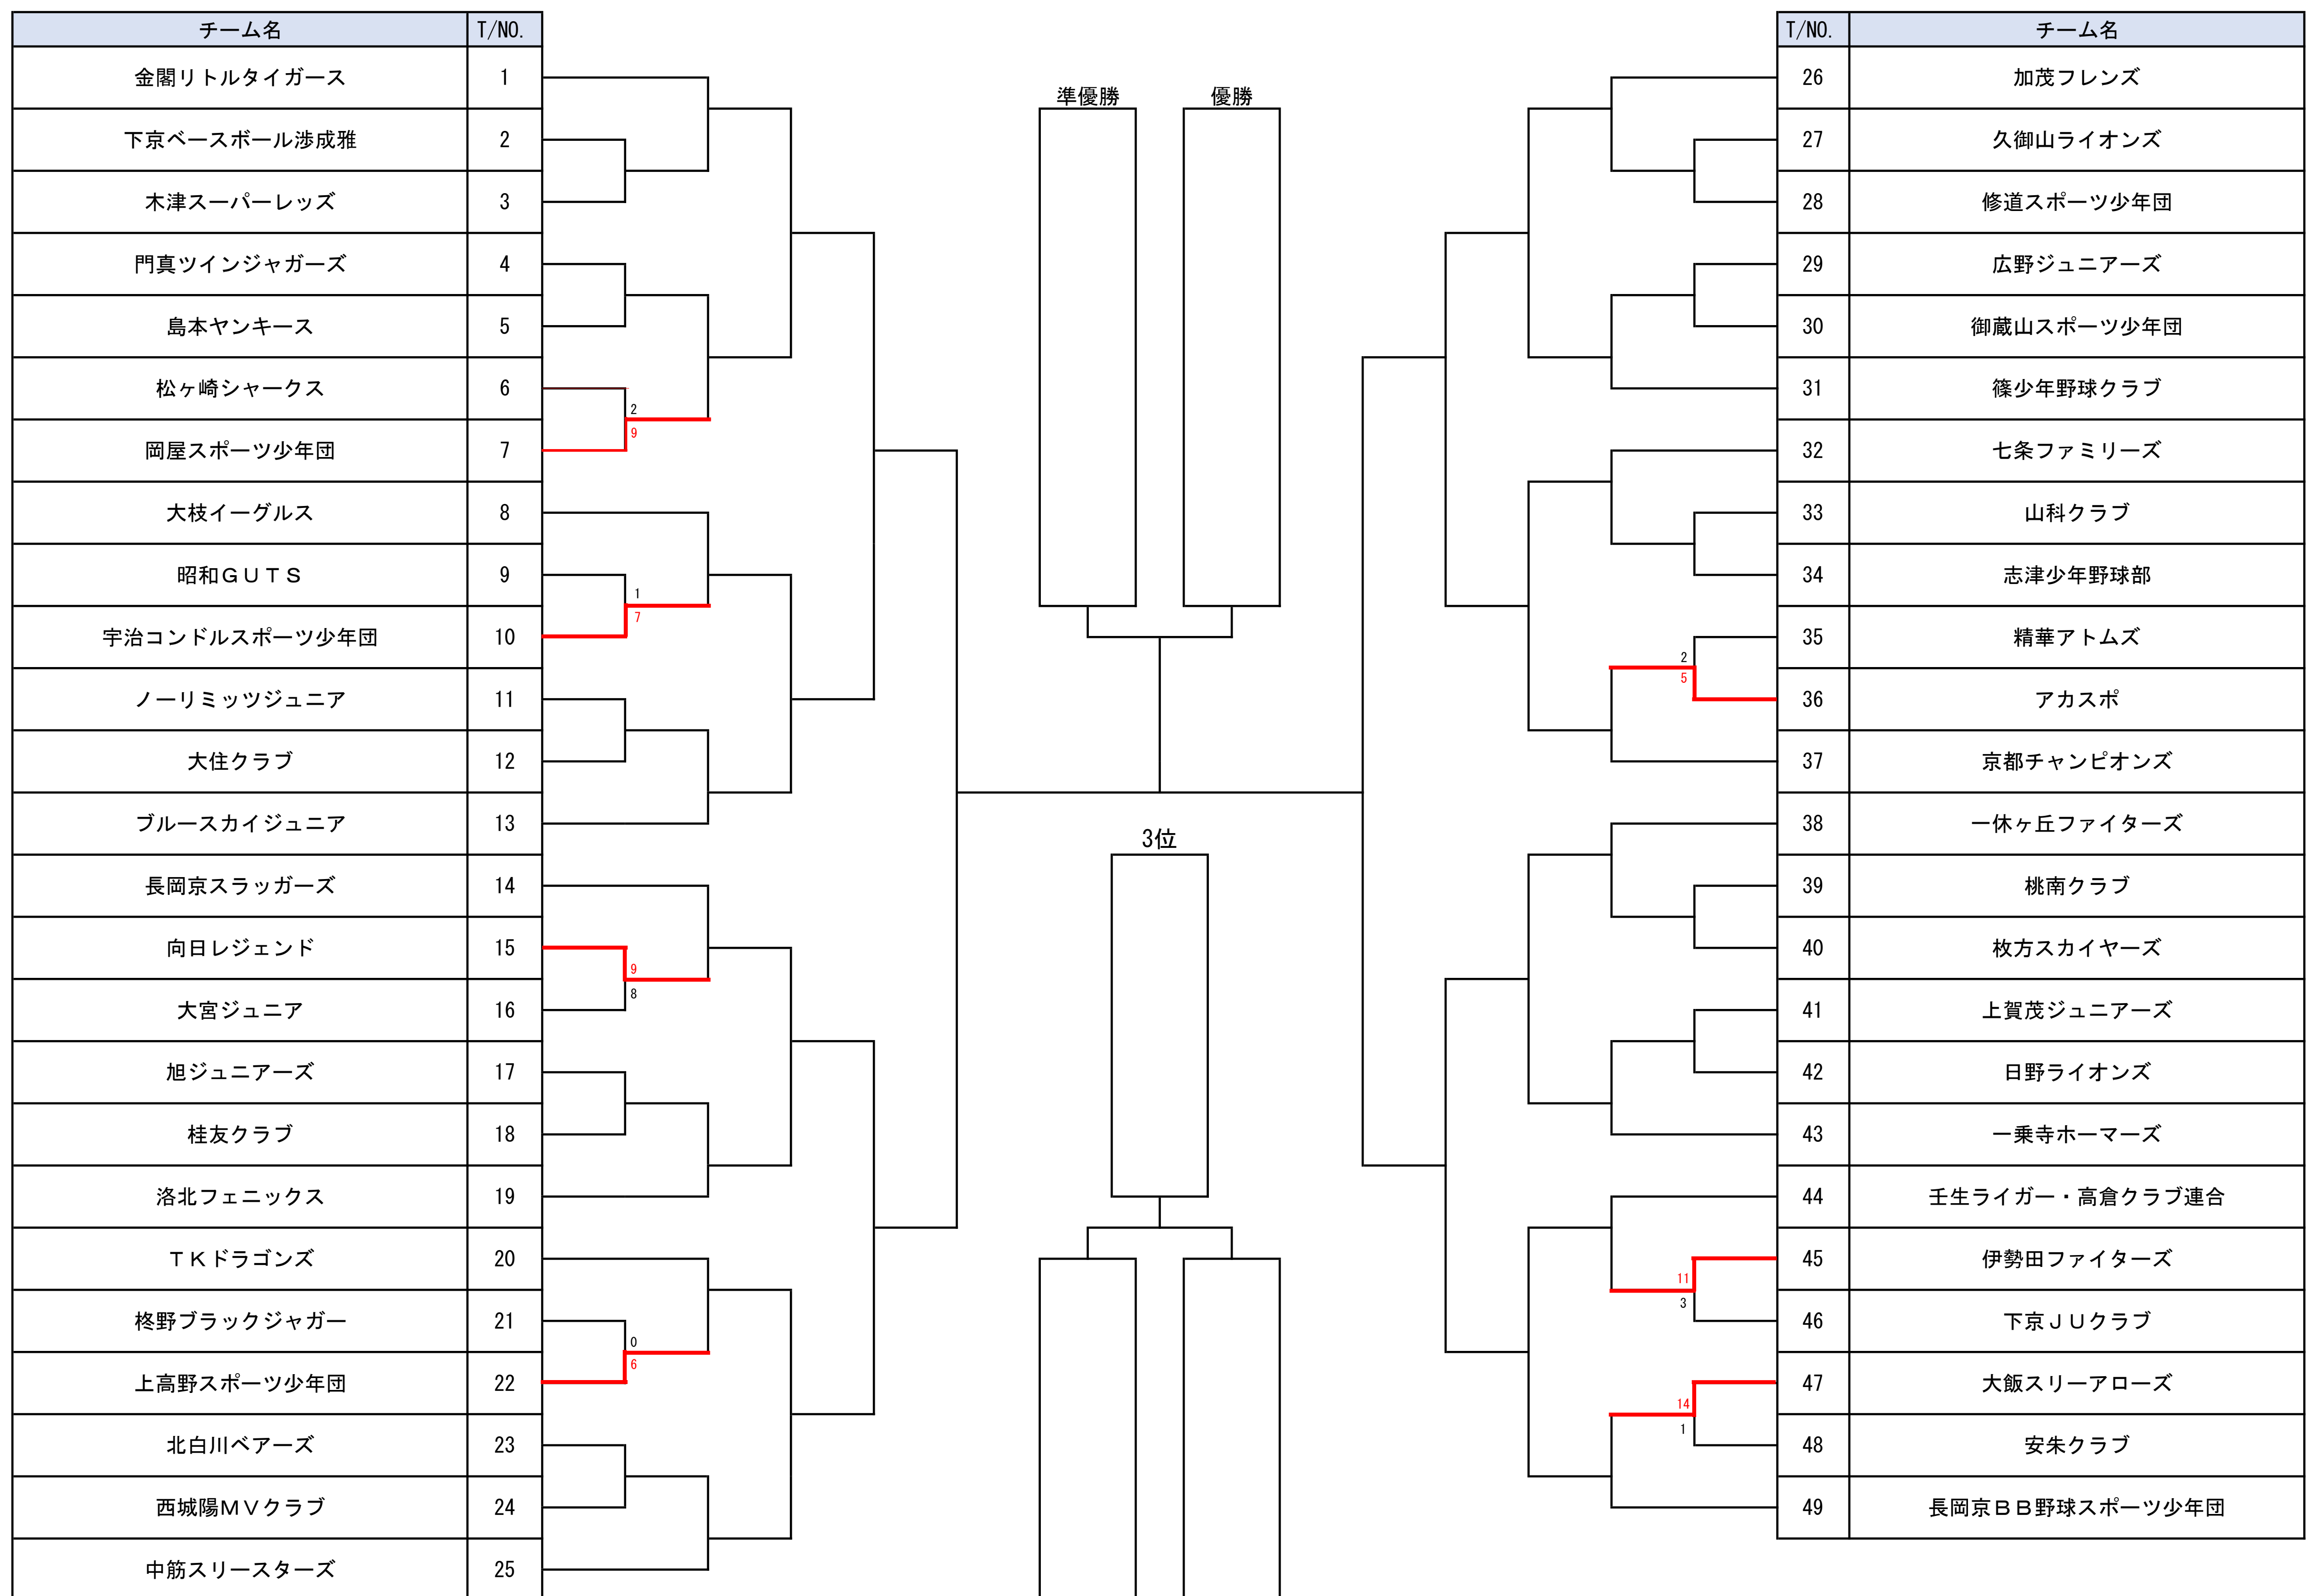 チーム名 T/NO.
金閣リトルタイガース 1
下京ベースボール渉成雅 2
木津スーパーレッズ 3
門真ツインジャガーズ 4
島本ヤンキース 5
松ヶ崎シャークス 6
2
9
岡屋スポーツ少年団 7
大枝イーグルス 8
昭和ＧＵＴＳ 9
1
7
宇治コンドルスポーツ少年団 10
ノーリミッツジュニア 11
大住クラブ 12
ブルースカイジュニア 13
長岡京スラッガーズ 14
向日レジェンド 15
9
8
大宮ジュニア 16
旭ジュニアーズ 17
桂友クラブ 18
洛北フェニックス 19
ＴＫドラゴンズ 20
柊野ブラックジャガー 21
0
6
上高野スポーツ少年団 22
北白川ベアーズ 23
西城陽ＭＶクラブ 24
中筋スリースターズ 25
準優勝 優勝
3位
T/NO. チーム名
26 加茂フレンズ
27 久御山ライオンズ
28 修道スポーツ少年団
29 広野ジュニアーズ
30 御蔵山スポーツ少年団
31 篠少年野球クラブ
32 七条ファミリーズ
33 山科クラブ
34 志津少年野球部
35 精華アトムズ
2
5
36 アカスポ
37 京都チャンピオンズ
38 一休ヶ丘ファイターズ
39 桃南クラブ
40 枚方スカイヤーズ
41 上賀茂ジュニアーズ
42 日野ライオンズ
43 一乗寺ホーマーズ
44 壬生ライガー・高倉クラブ連合
45 伊勢田ファイターズ
11
3
46 下京ＪＵクラブ
47 大飯スリーアローズ
14
1
48 安朱クラブ
49 長岡京ＢＢ野球スポーツ少年団